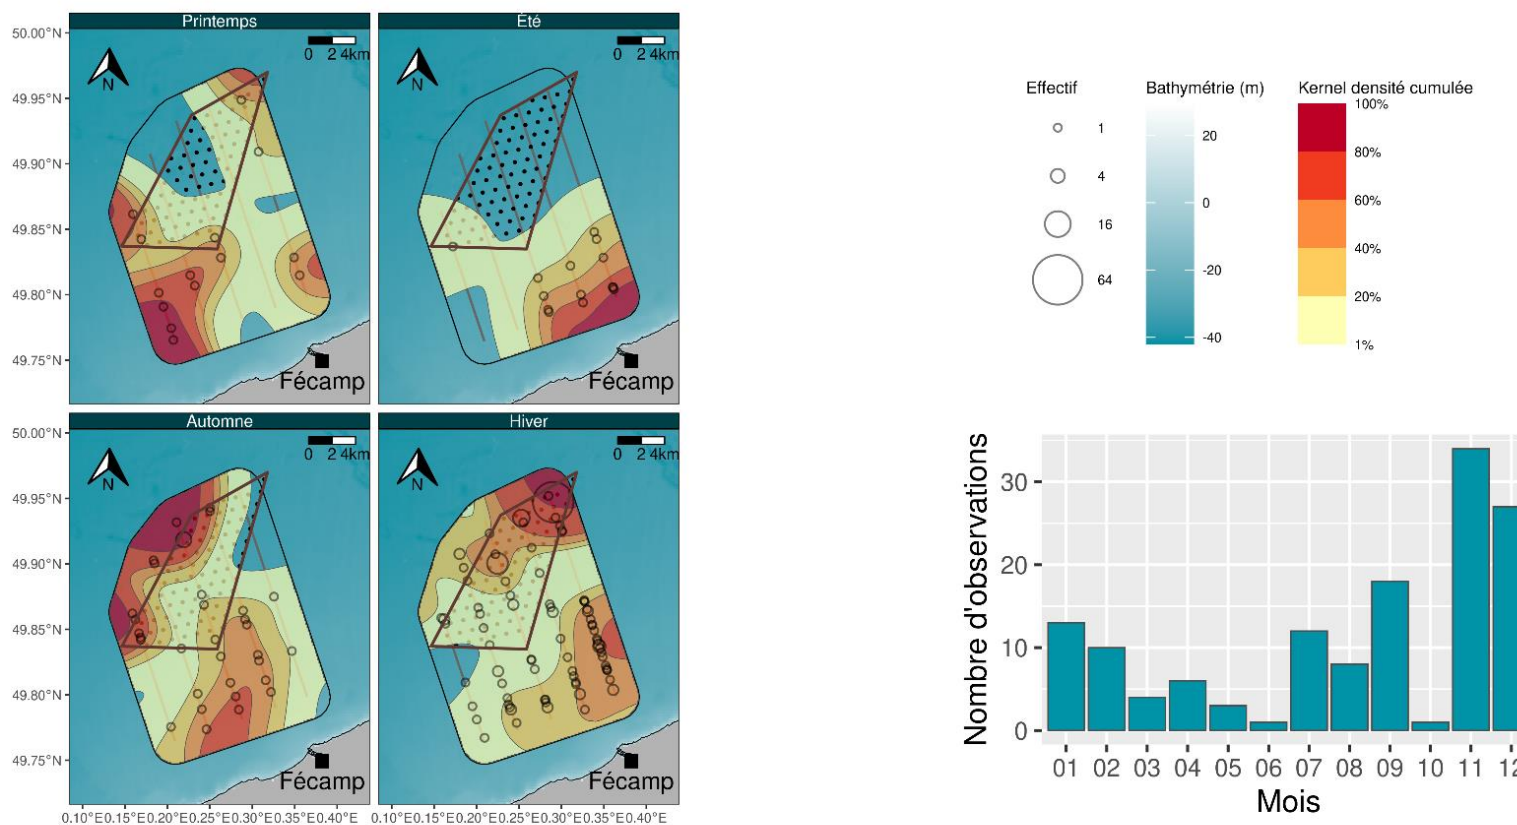 Printemps
Été
50.00°N
49.95°N
49.90°N
49.85°N
49.80°N
49.75°N
0 2 4km
N
Fécamp
0 2 4km
N
Fécamp
Automne
Hiver
50.00°N
49.95°N
49.90°N
49.85°N
49.80°N
49.75°N
0 2 4km
N
Fécamp
0 2 4km
N
Fécamp
0.10°E0.15°E0.20°E0.25°E0.30°E0.35°E0.40°E
0.10°E0.15°E0.20°E0.25°E0.30°E0.35°E0.40°E
Effectif
1
4
16
64
Bathymétrie (m)
20
0
-20
-40
Kernel densité cumulée
100%
80%
60%
40%
20%
1%
Nombre d'observations
30
20
10
0
01 02 03 04 05 06 07 08 09 10 11 12
Mois